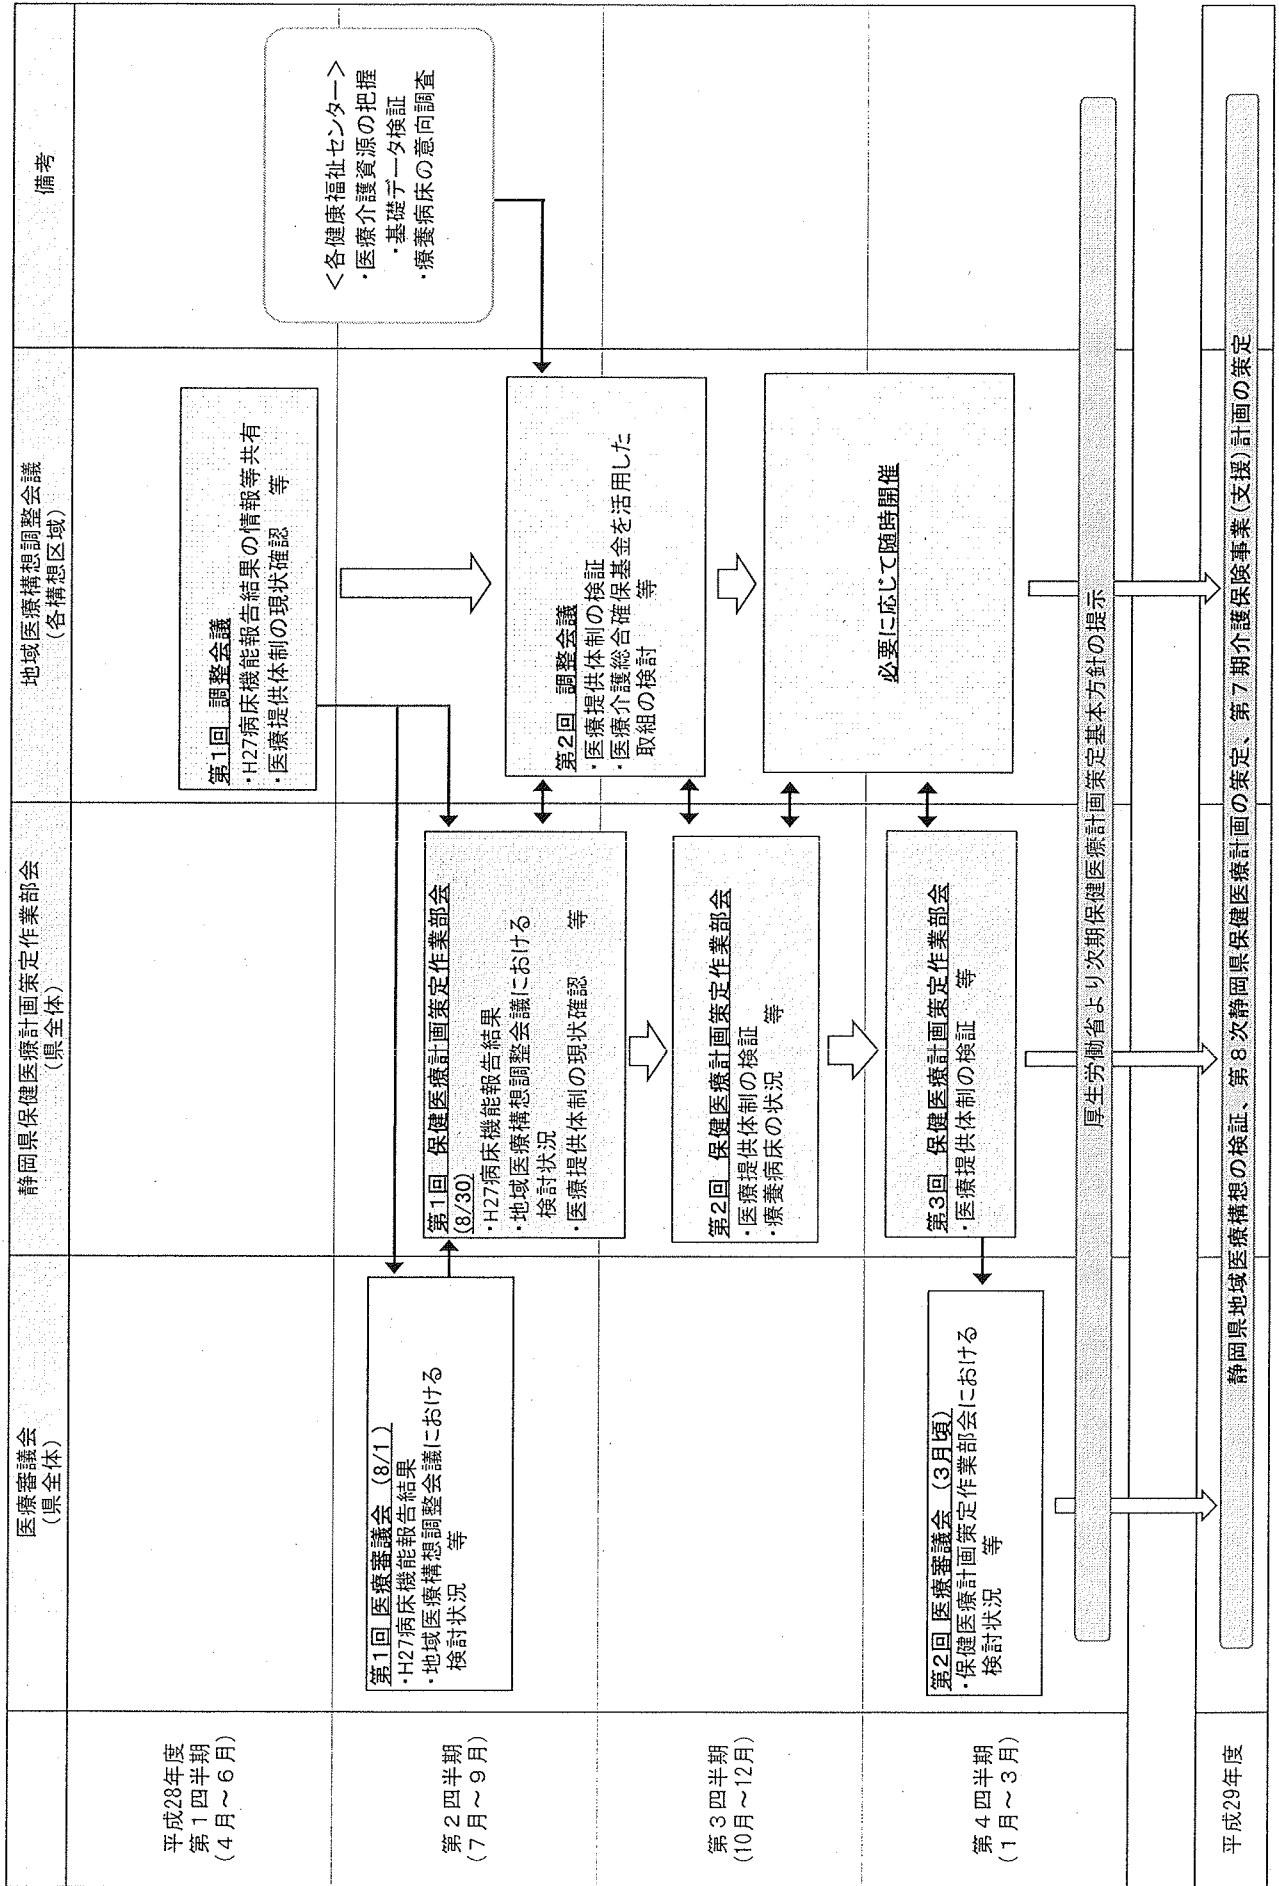 医療審議会
（県全体）
静岡県保健医療計画策定作業部会
（県全体）
地域医療構想調整会議
（各構想区域）
備考
平成28年度
第１四半期
（４月～６月）
第１回　調整会議
・H27病床機能報告結果の情報等共有
・医療提供体制の現状確認　等
第２四半期
（７月～９月）
第１回 医療審議会（8/1）
・H27病床機能報告結果
・地域医療構想調整会議における
検討状況　等
第１回　保健医療計画策定作業部会
(8/30)
・H27病床機能報告結果
・地域医療構想調整会議における
検討状況
・医療提供体制の現状確認　等
第２回　調整会議
・医療提供体制の検証
・医療介護総合確保基金を活用した
取組の検討　等
＜各健康福祉センター＞
・医療介護資源の把握
・基礎データ検証
・療養病床の意向調査
第３四半期
（10月～12月）
第２回　保健医療計画策定作業部会
・医療提供体制の検証
・療養病床の状況　等
必要に応じて随時開催
第４四半期
（１月～３月）
第２回 医療審議会（３月頃）
・保健医療計画策定作業部会における
検討状況　等
第３回　保健医療計画策定作業部会
・医療提供体制の検証　等
厚生労働省より次期保健医療計画策定基本方針の提示
平成29年度
静岡県地域医療構想の検証、第８次静岡県保健医療計画の策定、第７期介護保険事業（支援）計画の策定